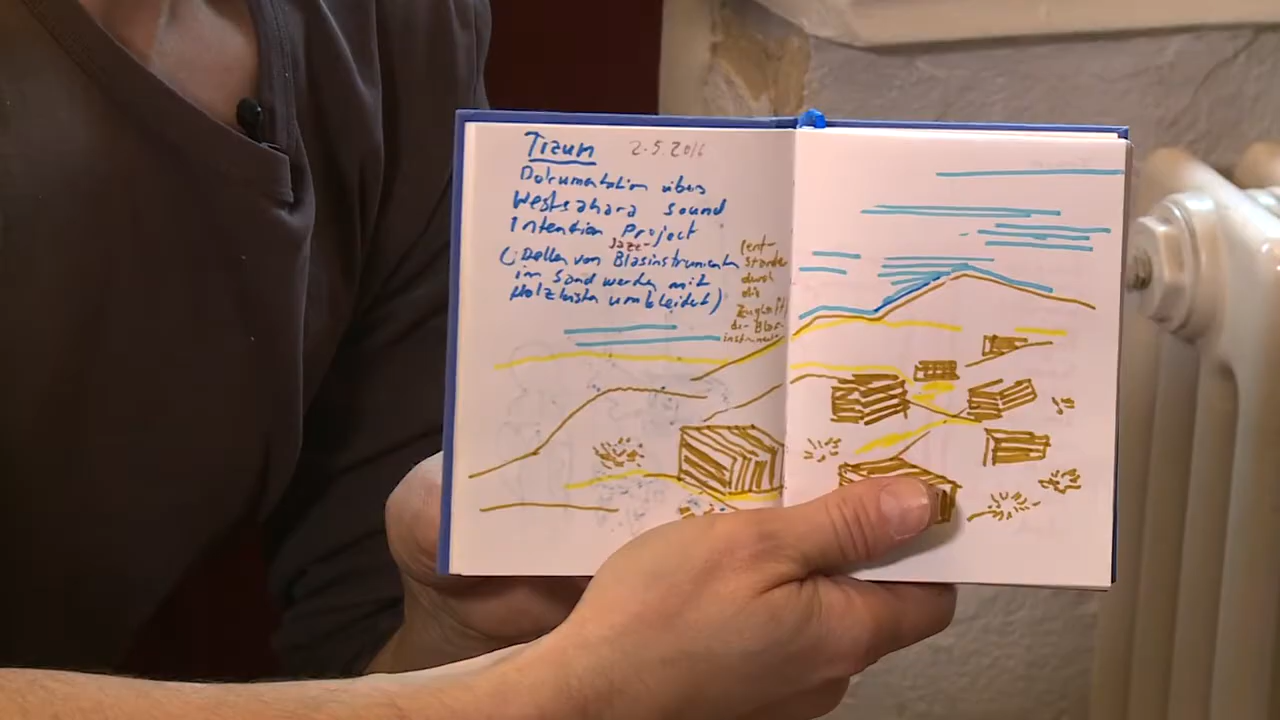 Traum 2.5.2016
Dokumentation über
Westsahara Sound
Intention Project
Jazz-
(: Dellen von Blasinstrumenten
im Sand werden mit
Holzleisten umkleidet)
(ent-
standen
durch
die
Zugluft
der Blas-
instrumente